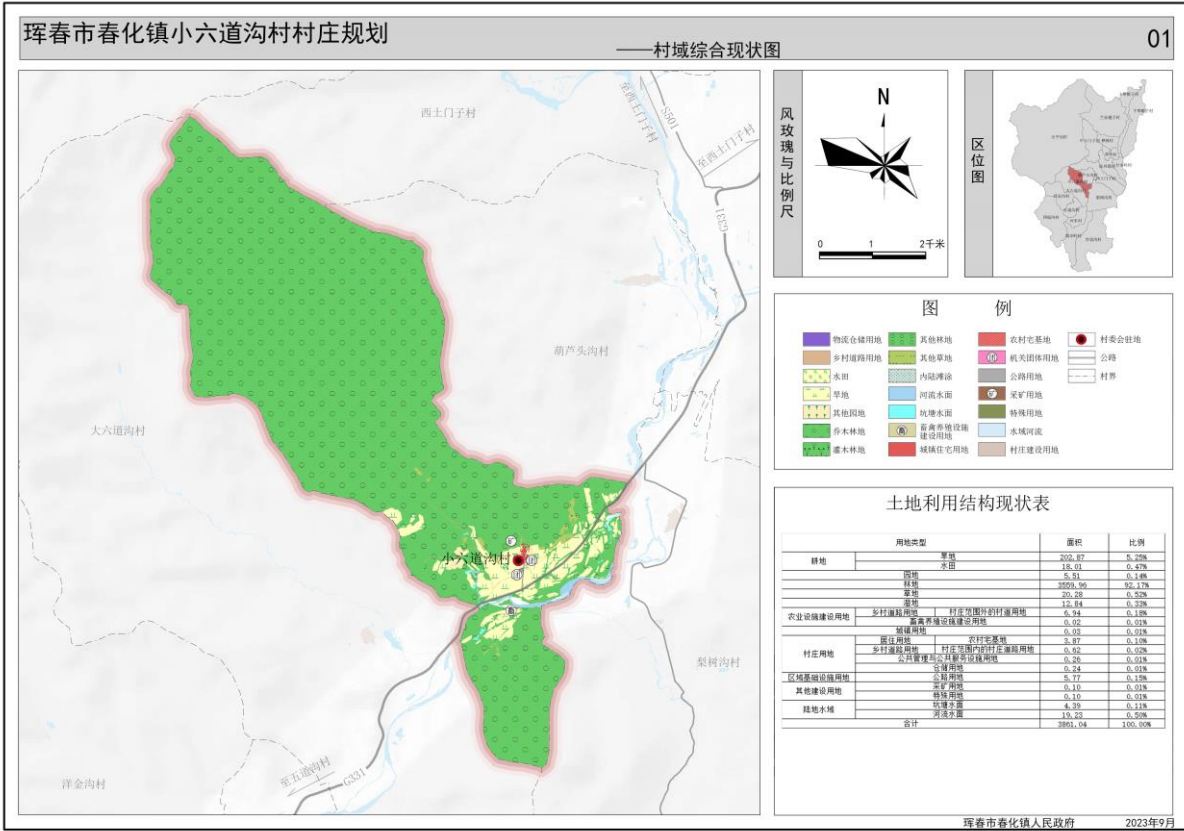 珲春市春化镇小六道沟村村庄规划
——村域综合现状图
01
西土门子村
至西土门子村
S501
至西土门子村
G331
葫芦头沟村
大六道沟村
小六道沟村
梨树沟村
至五道沟村
G331
洋金沟村
风玫瑰与比例尺
N
0 1 2千米
区位图
图 例
物流仓储用地 其他林地 农村宅基地 村委会驻地
乡村道路用地 其他草地 机关团体用地 公路
水田 内陆滩涂 公路用地 村界
旱地 河流水面 采矿用地
其他园地 坑塘水面 特殊用地
乔木林地 畜禽养殖设施建设用地 水域河流
灌木林地 城镇住宅用地 村庄建设用地
土地利用结构现状表
用地类型 面积 比例
耕地 旱地 202.87 5.25%
水田 18.01 0.47%
园地 5.51 0.14%
林地 3559.96 92.17%
草地 20.28 0.52%
湿地 12.84 0.33%
农业设施建设用地 乡村道路用地 村庄范围外的村道用地 6.94 0.18%
畜禽养殖设施建设用地 0.02 0.01%
城镇用地 0.03 0.01%
村庄用地 居住用地 农村宅基地 3.87 0.10%
乡村道路用地 村庄范围内的村庄道路用地 0.62 0.02%
公共管理与公共服务设施用地 0.26 0.01%
仓储用地 0.24 0.01%
区域基础设施用地 公路用地 5.77 0.15%
其他建设用地 采矿用地 0.10 0.01%
特殊用地 0.10 0.01%
陆地水域 坑塘水面 4.39 0.11%
河流水面 19.23 0.50%
合计 3861.04 100.00%
珲春市春化镇人民政府 2023年9月